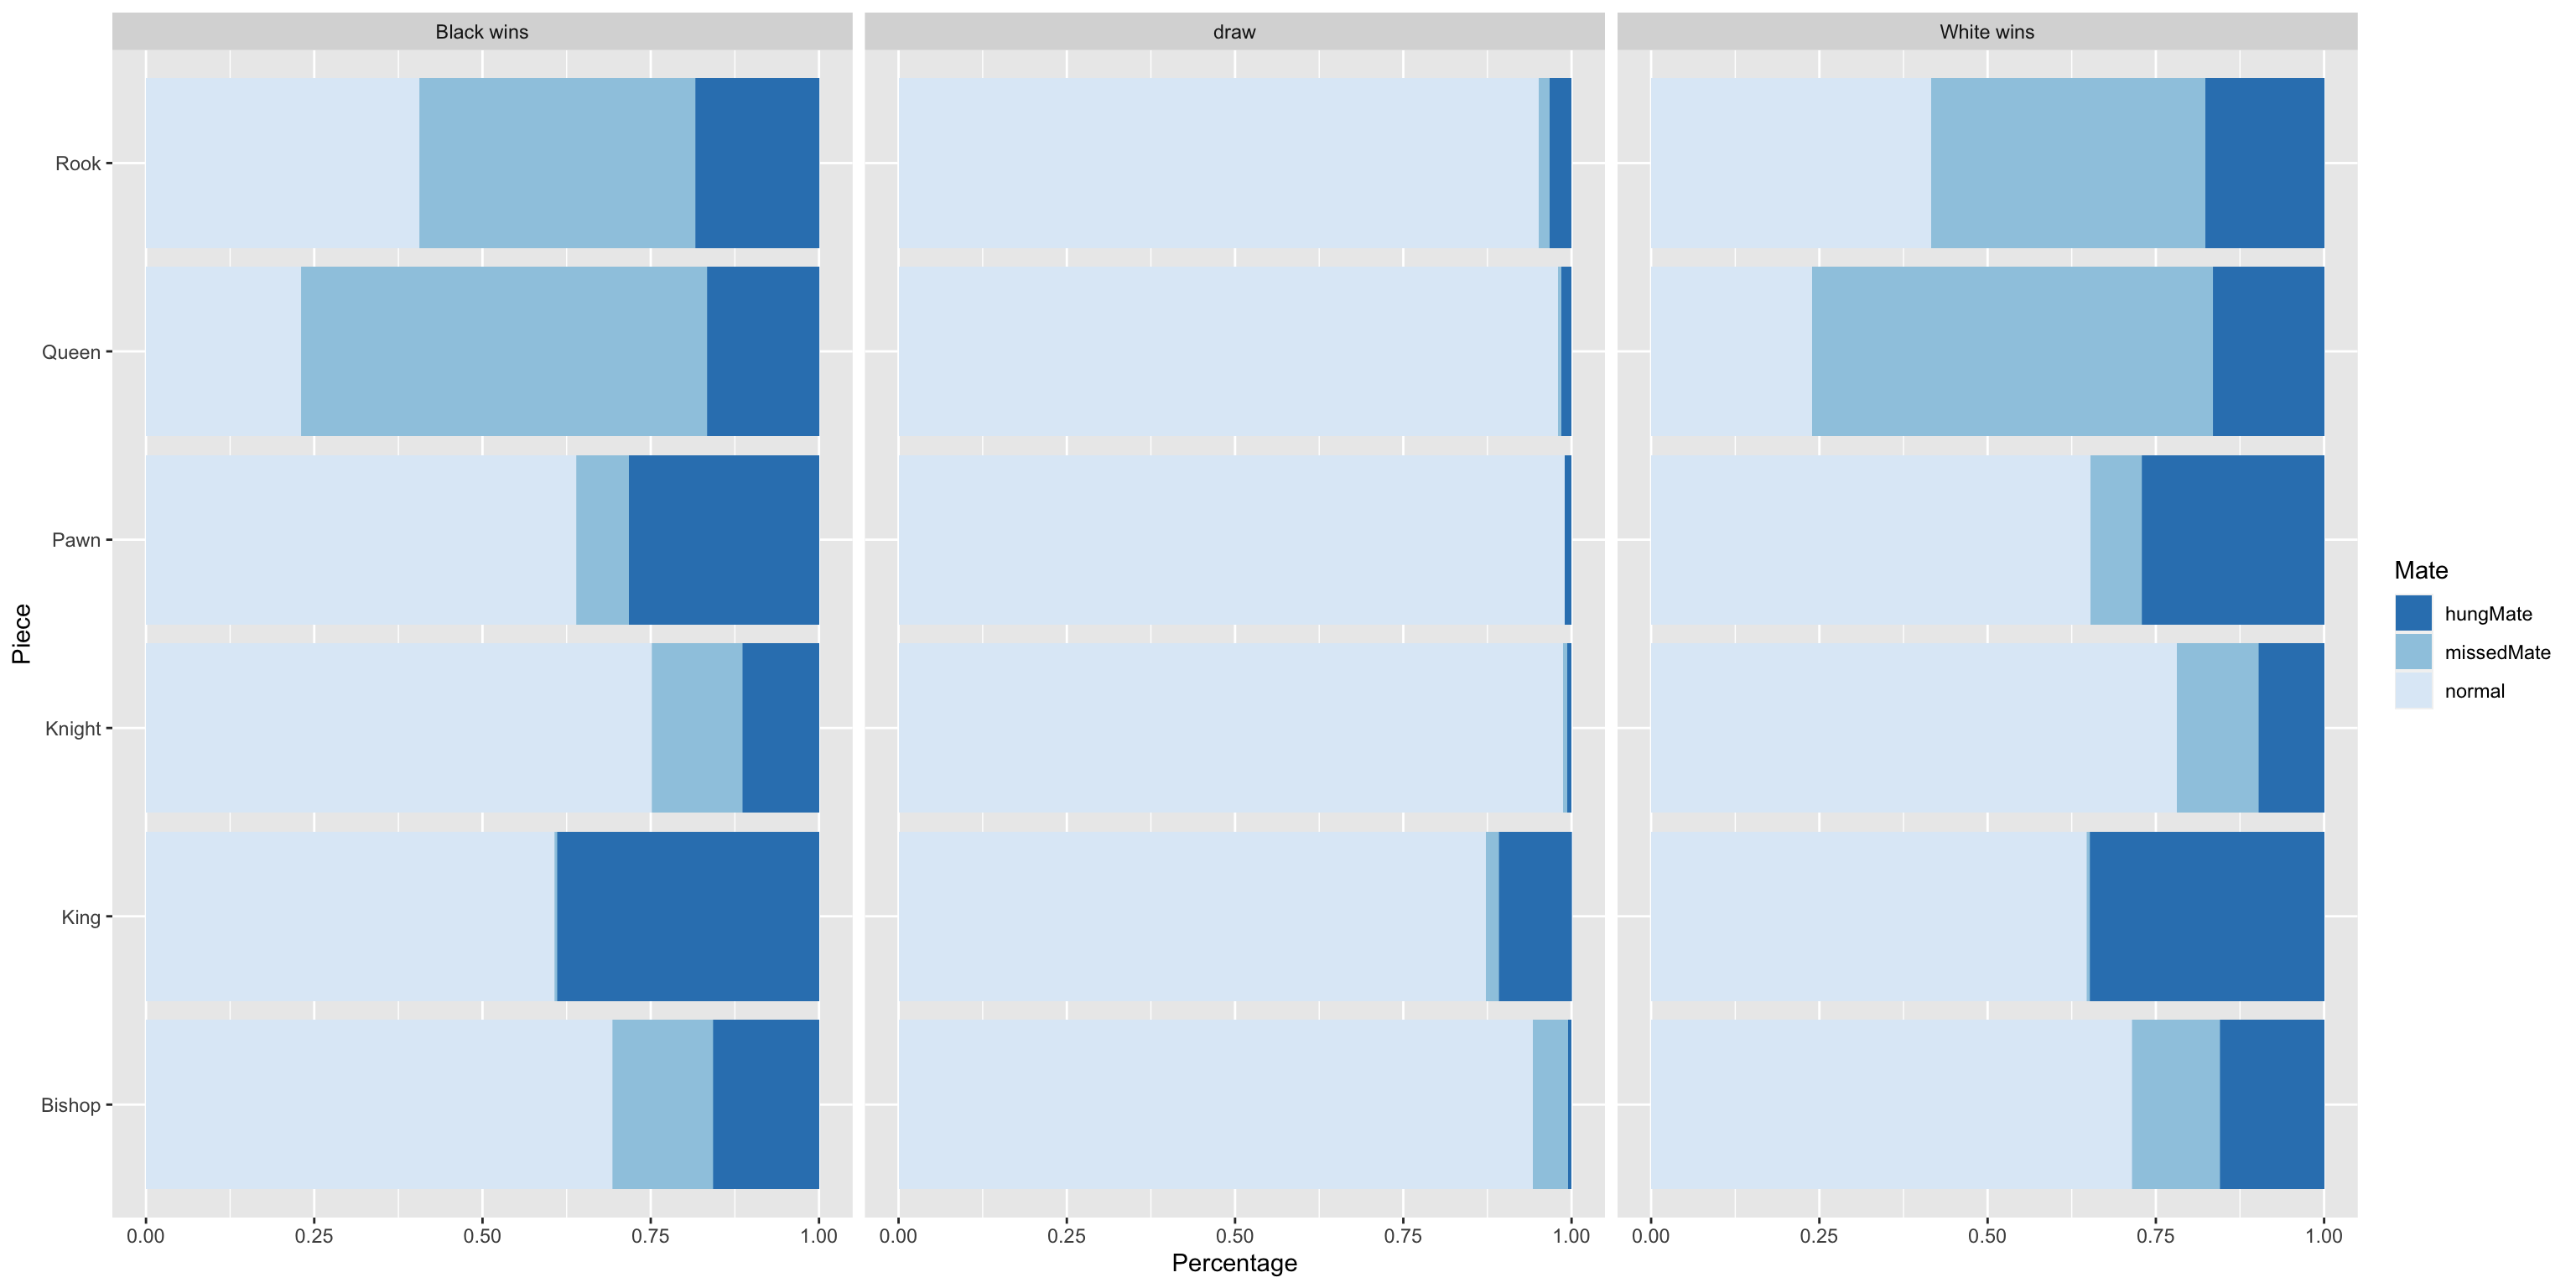 Black wins
draw
White wins
Piece
Rook
Queen
Pawn
Knight
King
Bishop
0.00 0.25 0.50 0.75 1.00
0.00 0.25 0.50 0.75 1.00
0.00 0.25 0.50 0.75 1.00
Percentage
Mate
hungMate
missedMate
normal